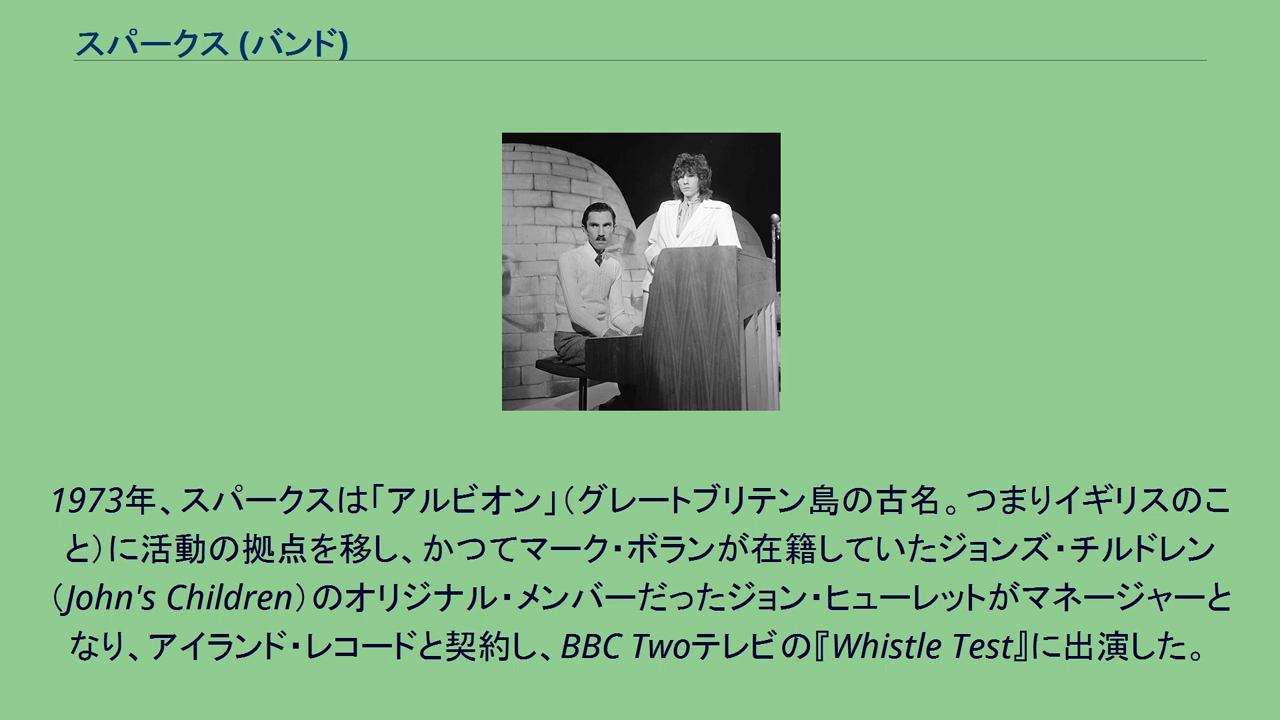 スパークス (バンド)
1973年、スパークスは「アルビオン」（グレートブリテン島の古名。つまりイギリスのこ
と）に活動の拠点を移し、かつてマーク・ボランが在籍していたジョンズ・チルドレン
（John's Children）のオリジナル・メンバーだったジョン・ヒューレットがマネージャーと
なり、アイランド・レコードと契約し、BBC Twoテレビの『Whistle Test』に出演した。